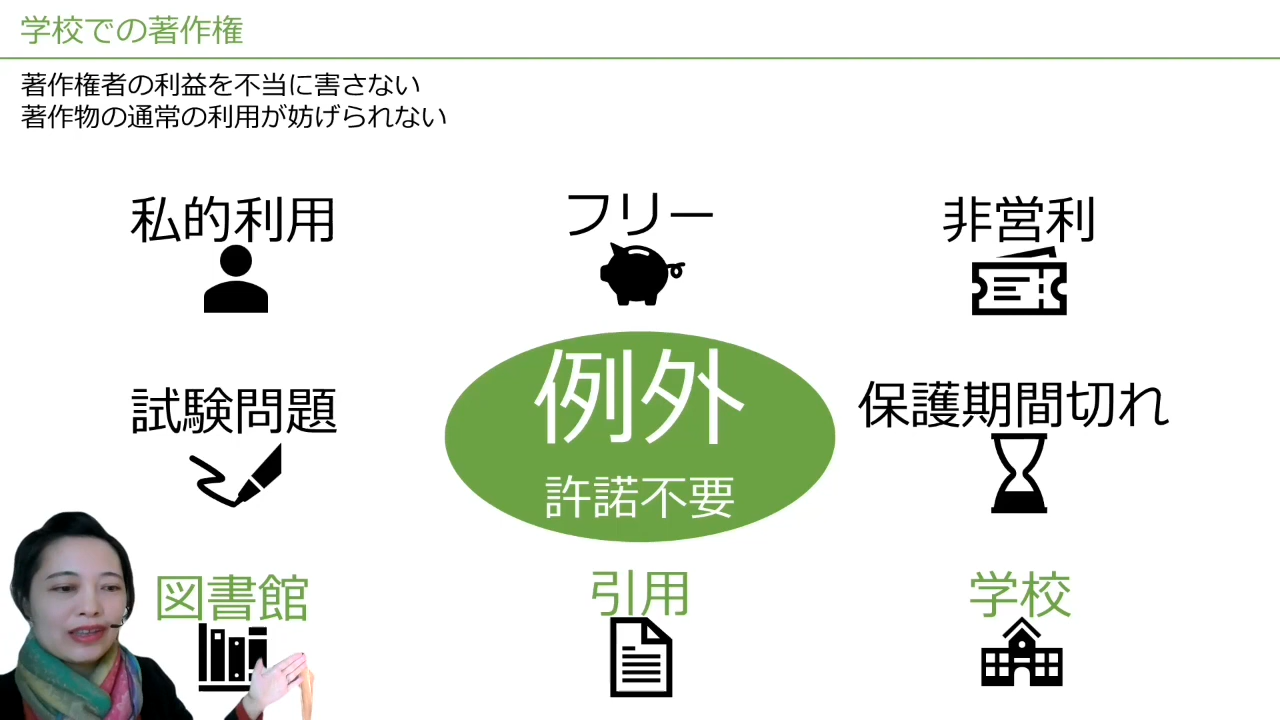 学校での著作権
著作権者の利益を不当に害さない
著作物の通常の利用が妨げられない
私的利用
フリー
非営利
試験問題
例外
許諾不要
保護期間切れ
図書館
引用
学校